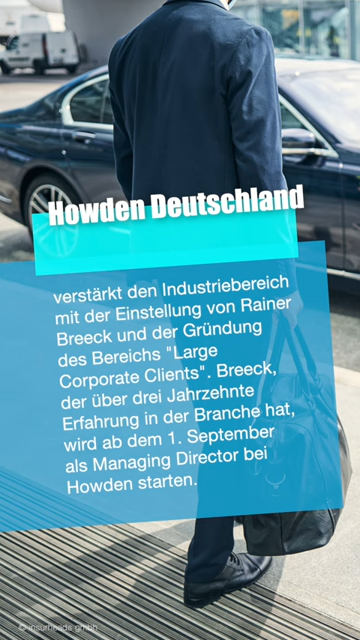 Howden Deutschland
verstärkt den Industriebereich
mit der Einstellung von Rainer
Breeck und der Gründung
des Bereichs "Large
Corporate Clients". Breeck,
der über drei Jahrzehnte
Erfahrung in der Branche hat,
wird ab dem 1. September
als Managing Director bei
Howden starten.
© insurheads gmbh